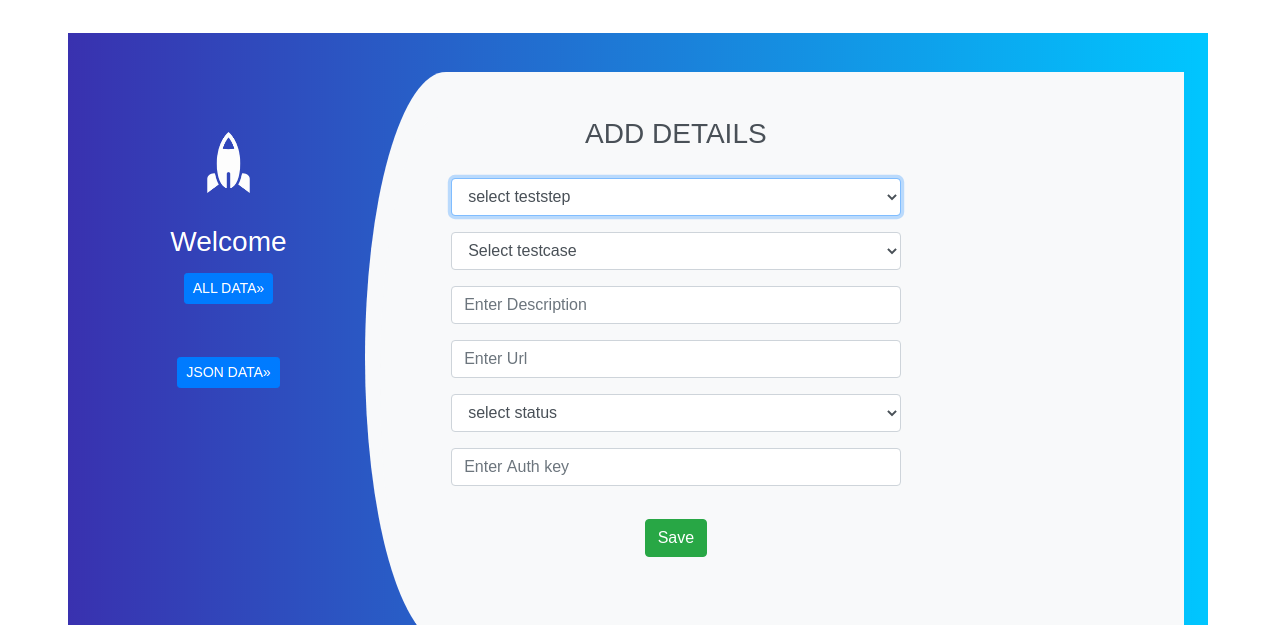 Welcome
ALL DATA»
JSON DATA»
ADD DETAILS
select teststep
Select testcase
Enter Description
Enter Url
select status
Enter Auth key
Save